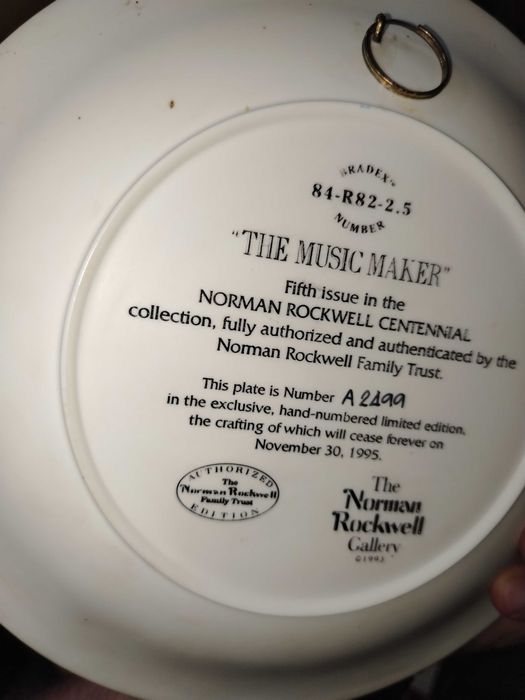 BRADEX
84-R82-2.5
NUMBER
"THE MUSIC MAKER"
Fifth issue in the
NORMAN ROCKWELL CENTENNIAL
collection, fully authorized and authenticated by the
Norman Rockwell Family Trust.
This plate is Number A2499
in the exclusive, hand-numbered limited edition,
the crafting of which will cease forever on
November 30, 1995.
AUTHORIZED
The
Norman Rockwell
Family Trust
EDITION
The
Norman
Rockwell
Gallery